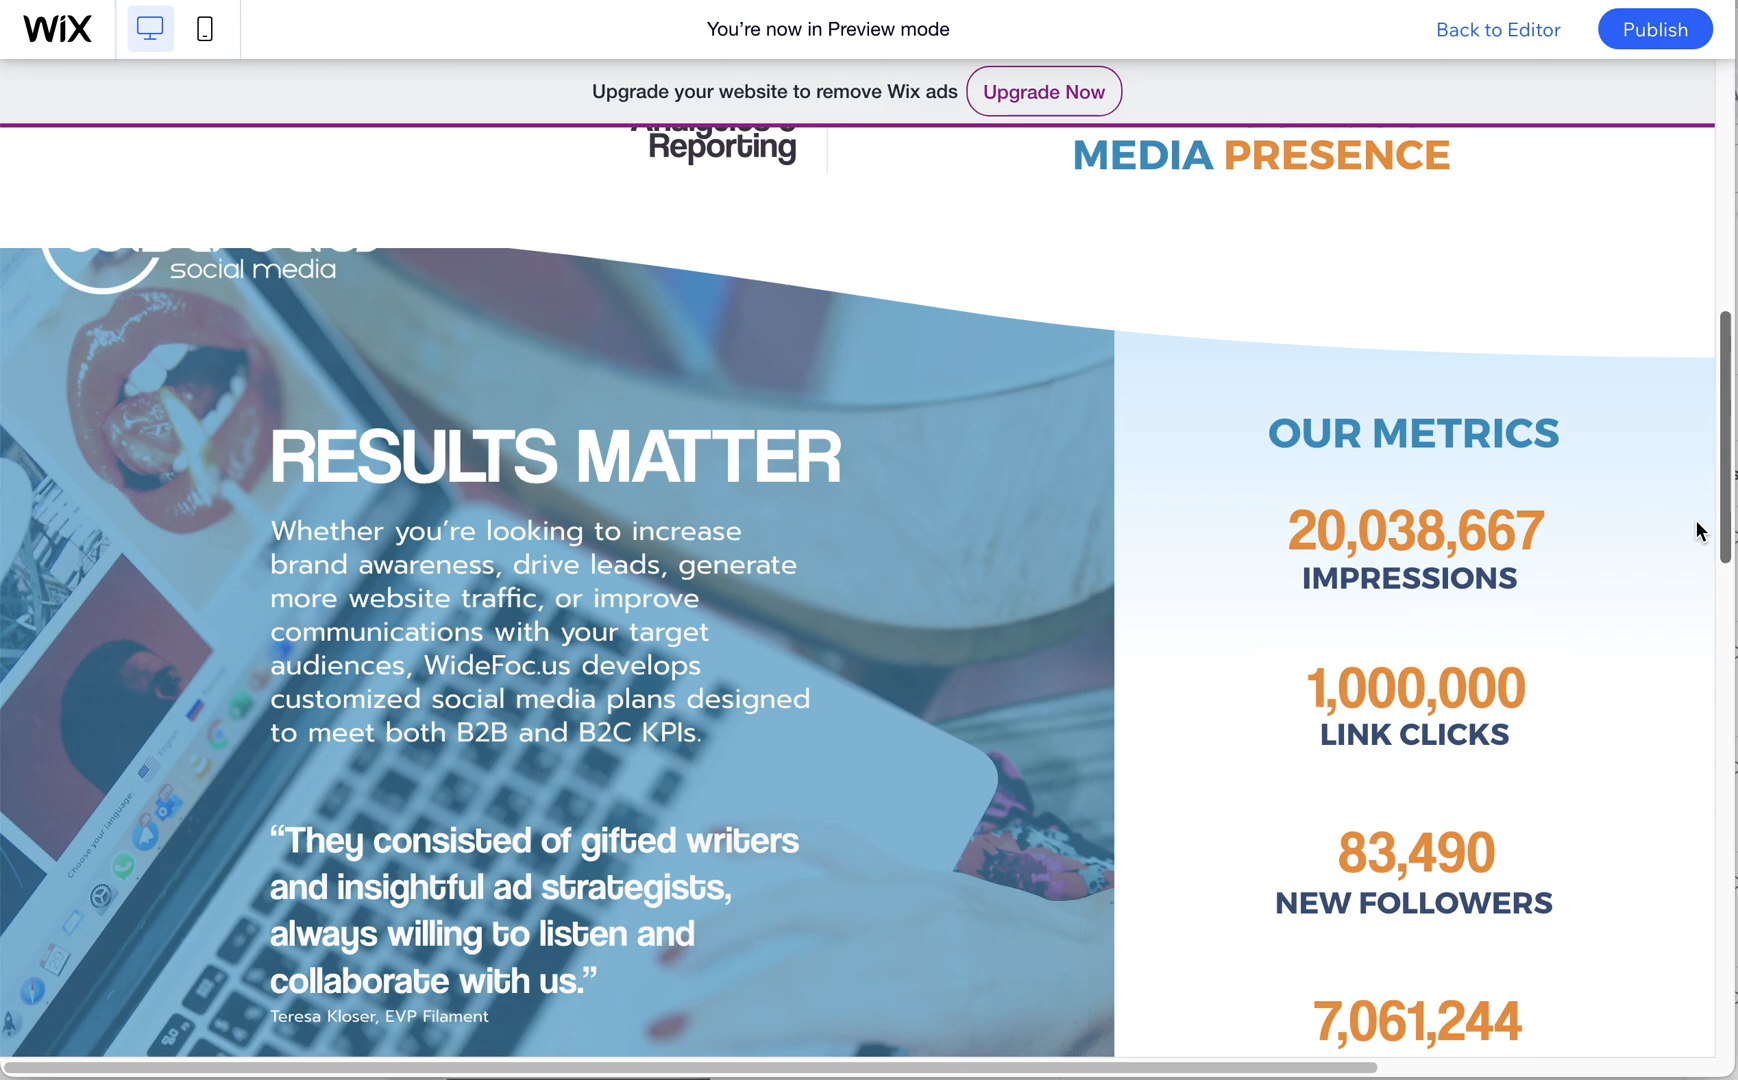 WiX
You're now in Preview mode
Back to Editor
Publish
Upgrade your website to remove Wix ads
Upgrade Now
Reporting
MEDIA PRESENCE
social media
RESULTS MATTER
Whether you're looking to increase
brand awareness, drive leads, generate
more website traffic, or improve
communications with your target
audiences, WideFoc.us develops
customized social media plans designed
to meet both B2B and B2C KPIs.
“They consisted of gifted writers
and insightful ad strategists,
always willing to listen and
collaborate with us.”
Teresa Kloser, EVP Filament
OUR METRICS
20,038,667
IMPRESSIONS
1,000,000
LINK CLICKS
83,490
NEW FOLLOWERS
7,061,244
Choose your language:
English